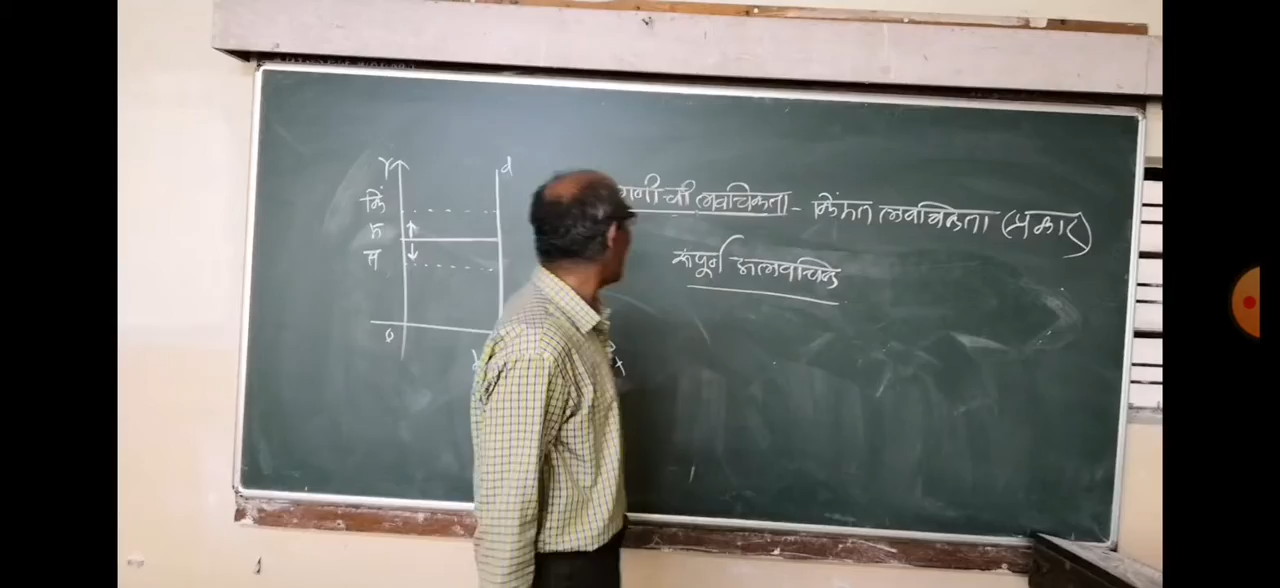 गणीची लवचिकता - किंमत लवचिकता (प्रकार)
संपूर्ण अलवचिक
Y
d
किं
म
त
0
x